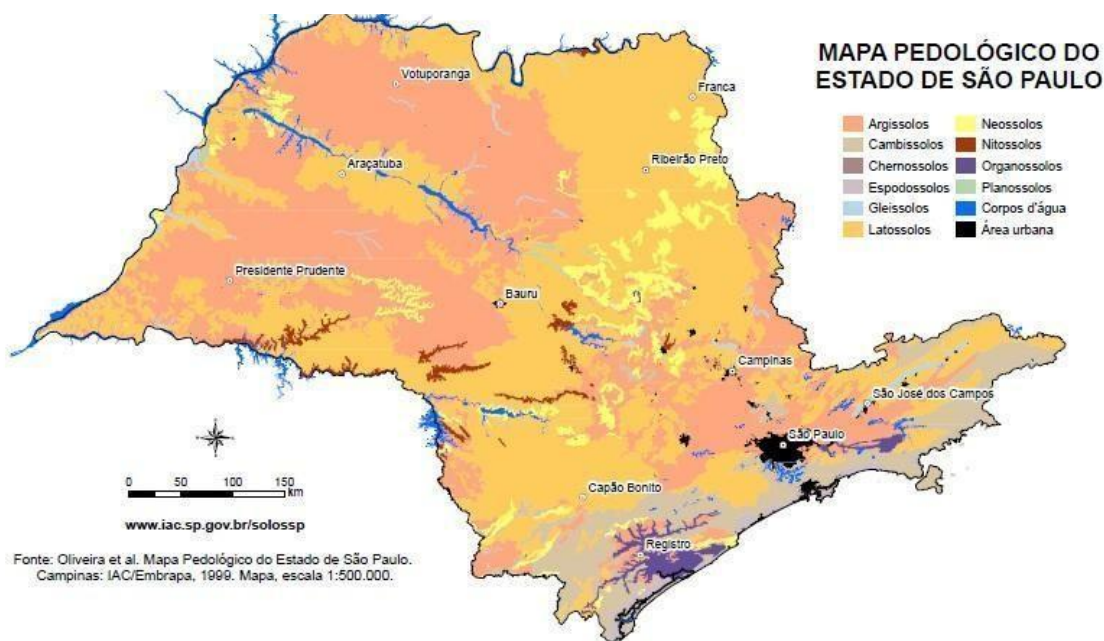 MAPA PEDOLÓGICO DO
ESTADO DE SÃO PAULO
Argissolos
Cambissolos
Chernossolos
Espodossolos
Gleissolos
Latossolos
Neossolos
Nitossolos
Organossolos
Planossolos
Corpos d'água
Área urbana
Votuporanga
Franca
Araçatuba
Ribeirão Preto
Presidente Prudente
Bauru
Campinas
São José dos Campos
São Paulo
Capão Bonito
Registro
0 50 100 150
km
www.iac.sp.gov.br/solossp
Fonte: Oliveira et al. Mapa Pedológico do Estado de São Paulo.
Campinas: IAC/Embrapa, 1999. Mapa, escala 1:500.000.